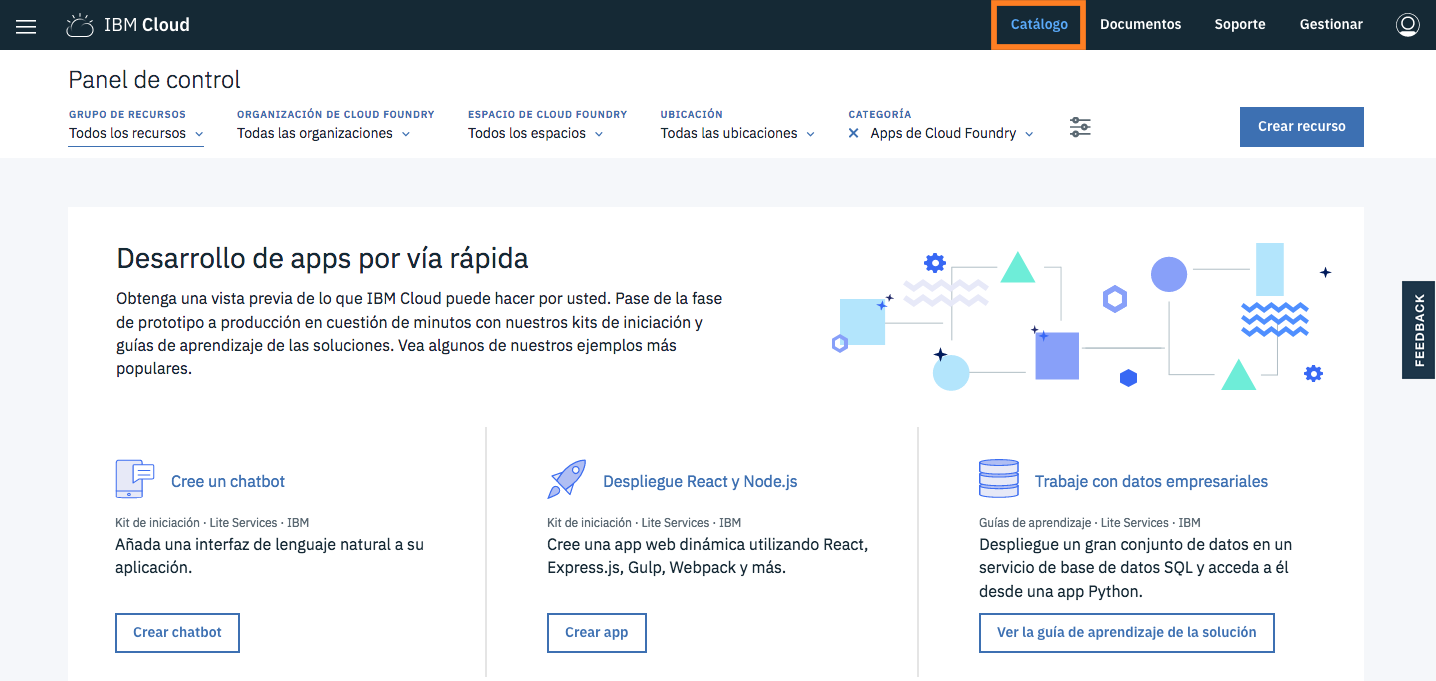 IBM Cloud
Catálogo
Documentos
Soporte
Gestionar
Panel de control
GRUPO DE RECURSOS
Todos los recursos
ORGANIZACIÓN DE CLOUD FOUNDRY
Todas las organizaciones
ESPACIO DE CLOUD FOUNDRY
Todos los espacios
UBICACIÓN
Todas las ubicaciones
CATEGORÍA
Apps de Cloud Foundry
Crear recurso
Desarrollo de apps por vía rápida
Obtenga una vista previa de lo que IBM Cloud puede hacer por usted. Pase de la fase
de prototipo a producción en cuestión de minutos con nuestros kits de iniciación y
guías de aprendizaje de las soluciones. Vea algunos de nuestros ejemplos más
populares.
FEEDBACK
Cree un chatbot
Kit de iniciación · Lite Services · IBM
Añada una interfaz de lenguaje natural a su
aplicación.
Crear chatbot
Despliegue React y Node.js
Kit de iniciación · Lite Services · IBM
Cree una app web dinámica utilizando React,
Express.js, Gulp, Webpack y más.
Crear app
Trabaje con datos empresariales
Guías de aprendizaje · Lite Services · IBM
Despliegue un gran conjunto de datos en un
servicio de base de datos SQL y acceda a él
desde una app Python.
Ver la guía de aprendizaje de la solución